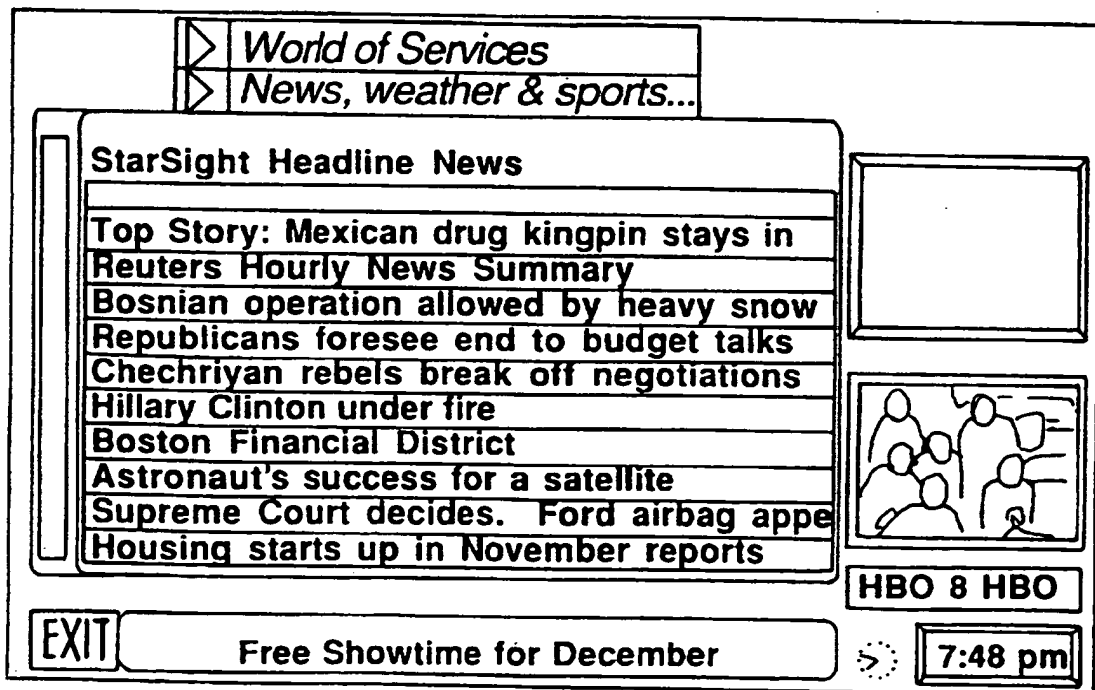 World of Services
News, weather & sports...
StarSight Headline News
Top Story: Mexican drug kingpin stays in
Reuters Hourly News Summary
Bosnian operation allowed by heavy snow
Republicans foresee end to budget talks
Chechriyan rebels break off negotiations
Hillary Clinton under fire
Boston Financial District
Astronaut's success for a satellite
Supreme Court decides. Ford airbag appe
Housing starts up in November reports
HBO 8 HBO
EXIT
Free Showtime for December
7:48 pm